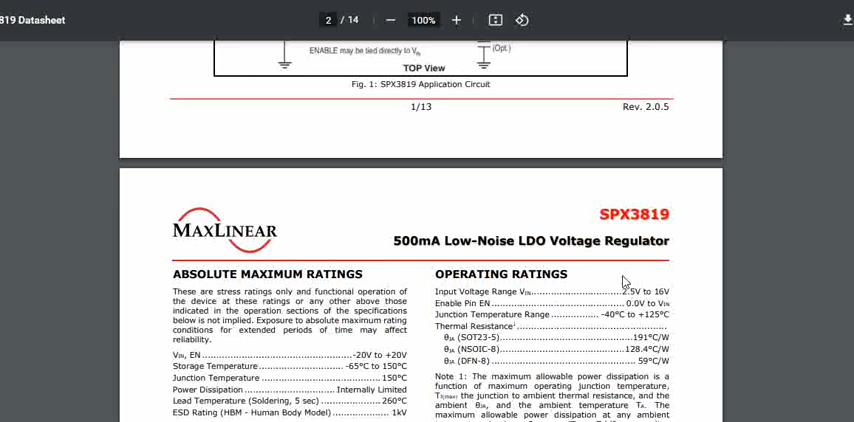 819 Datasheet
2 / 14
100%
ENABLE may be tied directly to VIN
(Opt.)
TOP View
Fig. 1: SPX3819 Application Circuit
1/13
Rev. 2.0.5
MAXLINEAR
SPX3819
500mA Low-Noise LDO Voltage Regulator
ABSOLUTE MAXIMUM RATINGS
These are stress ratings only and functional operation of
the device at these ratings or any other above those
indicated in the operation sections of the specifications
below is not implied. Exposure to absolute maximum rating
conditions for extended periods of time may affect
reliability.
VIN, EN ............................................... -20V to +20V
Storage Temperature ......................... -65°C to 150°C
Junction Temperature .................................... 150°C
Power Dissipation ........................... Internally Limited
Lead Temperature (Soldering, 5 sec) .................. 260°C
ESD Rating (HBM - Human Body Model) .................. 1kV
OPERATING RATINGS
Input Voltage Range VIN ........................... 2.5V to 16V
Enable Pin EN ........................................ 0.0V to VIN
Junction Temperature Range ............... -40°C to +125°C
Thermal Resistance¹ ..............................................
θJA (SOT23-5) ........................................ 191°C/W
θJA (NSOIC-8) ..................................... 128.4°C/W
θJA (DFN-8) ............................................ 59°C/W
Note 1: The maximum allowable power dissipation is a
function of maximum operating junction temperature,
TJ(max) the junction to ambient thermal resistance, and the
ambient θJA, and the ambient temperature TA. The
maximum allowable power dissipation at any ambient